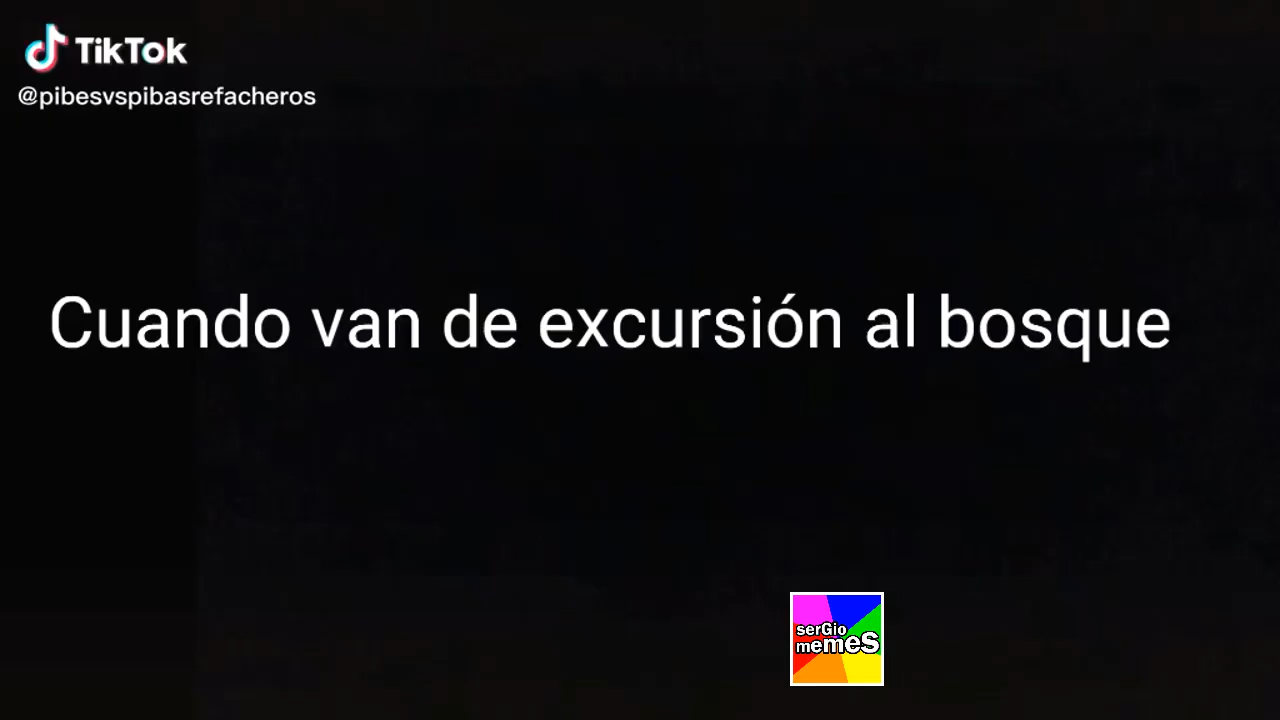 TikTok
@pibesvspibasrefacheros
Cuando van de excursión al bosque
serGio
memeS